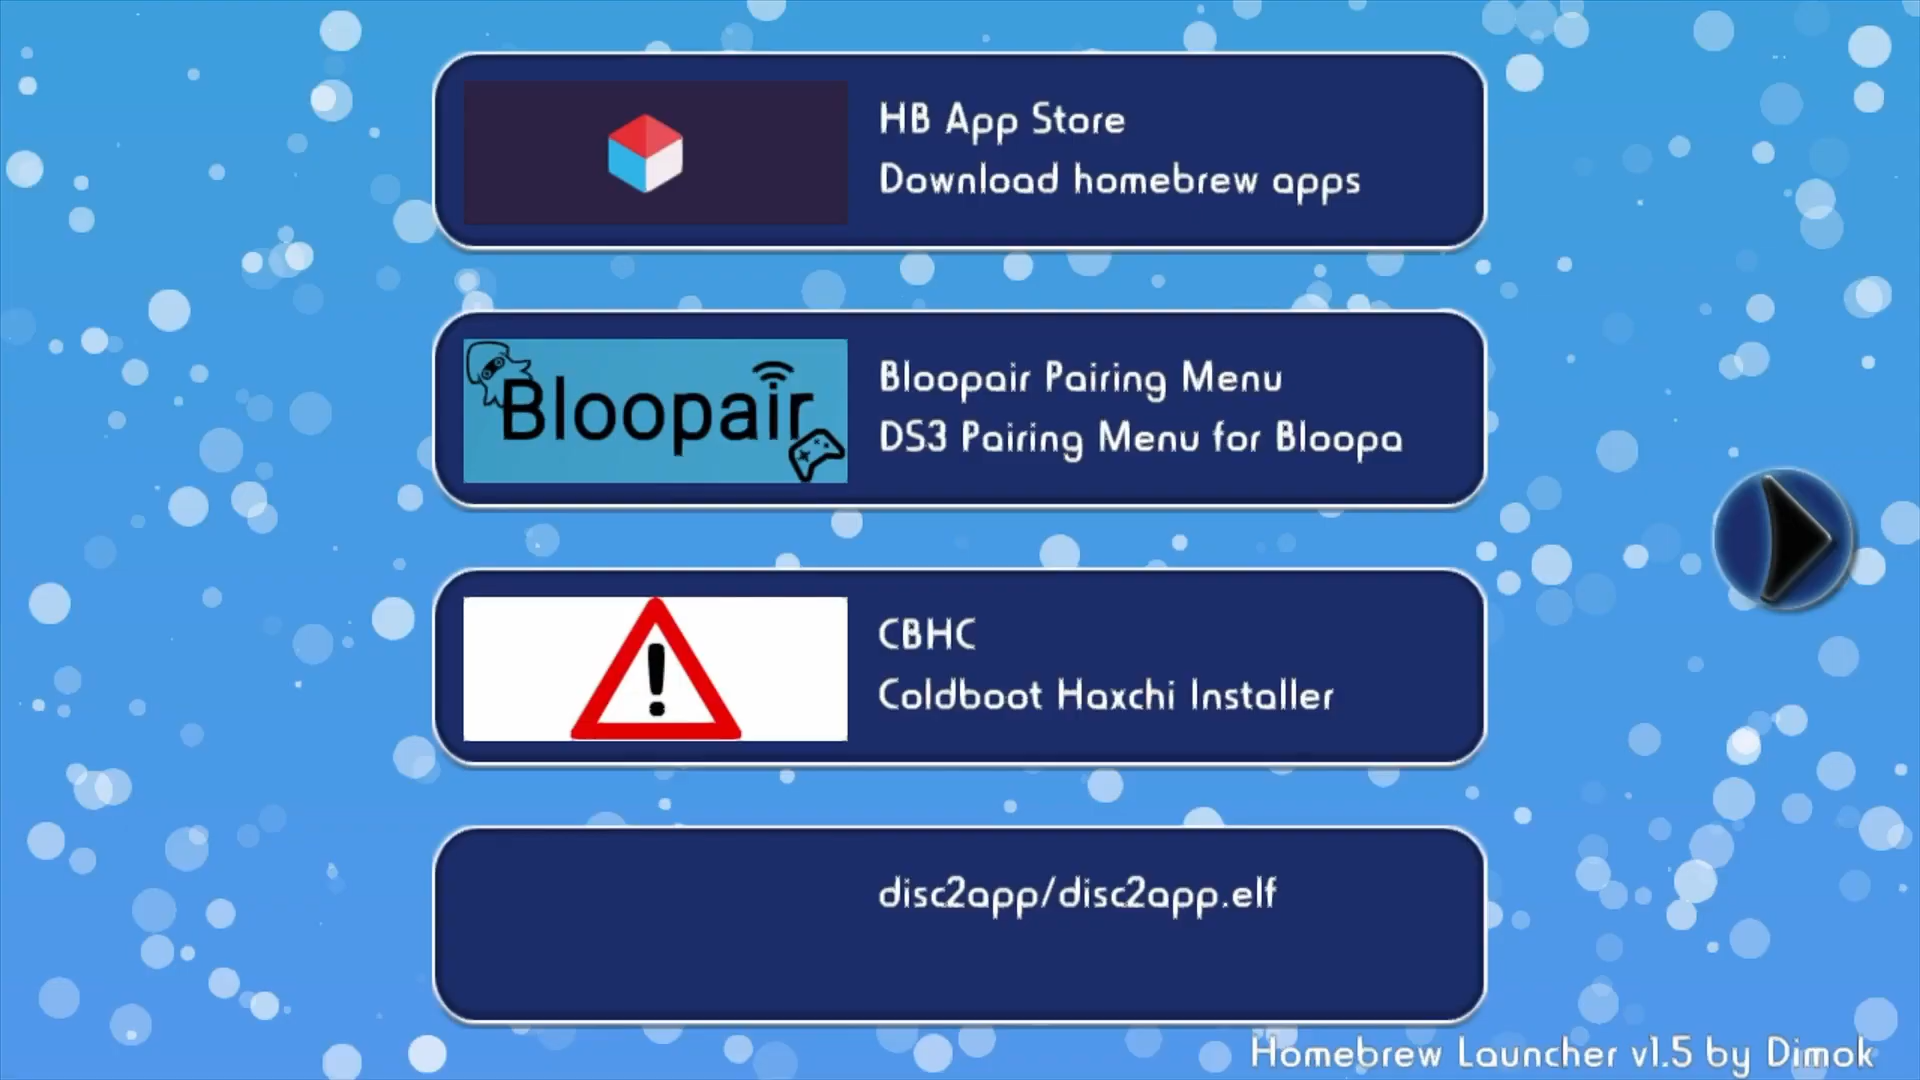 HB App Store
Download homebrew apps
Bloopair
Bloopair Pairing Menu
DS3 Pairing Menu for Bloopa
!
CBHC
Coldboot Haxchi Installer
disc2app/disc2app.elf
Homebrew Launcher v1.5 by Dimok